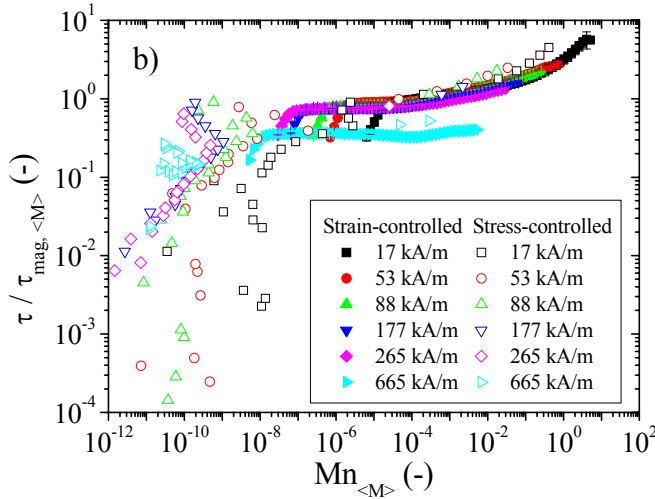 b)
τ / τ_mag, <M> (-)
10^1
10^0
10^-1
10^-2
10^-3
10^-4
Strain-controlled Stress-controlled
17 kA/m 17 kA/m
53 kA/m 53 kA/m
88 kA/m 88 kA/m
177 kA/m 177 kA/m
265 kA/m 265 kA/m
665 kA/m 665 kA/m
10^-12 10^-10 10^-8 10^-6 10^-4 10^-2 10^0 10^2
Mn_<M> (-)